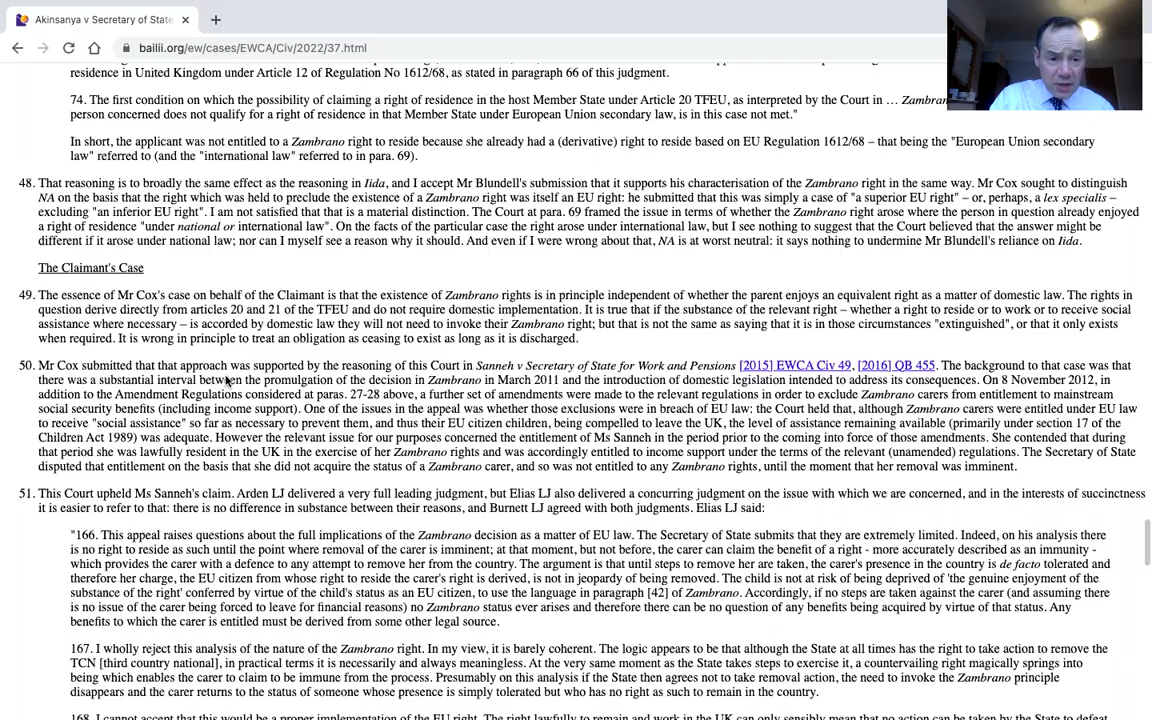 Akinsanya v Secretary of State
bailii.org/ew/cases/EWCA/Civ/2022/37.html
residence in United Kingdom under Article 12 of Regulation No 1612/68, as stated in paragraph 66 of this judgment.
74. The first condition on which the possibility of claiming a right of residence in the host Member State under Article 20 TFEU, as interpreted by the Court in … Zambran
person concerned does not qualify for a right of residence in that Member State under European Union secondary law, is in this case not met."
In short, the applicant was not entitled to a Zambrano right to reside because she already had a (derivative) right to reside based on EU Regulation 1612/68 – that being the "European Union secondary
law" referred to (and the "international law" referred to in para. 69).
48. That reasoning is to broadly the same effect as the reasoning in Iida, and I accept Mr Blundell's submission that it supports his characterisation of the Zambrano right in the same way. Mr Cox sought to distinguish
NA on the basis that the right which was held to preclude the existence of a Zambrano right was itself an EU right: he submitted that this was simply a case of "a superior EU right" – or, perhaps, a lex specialis –
excluding "an inferior EU right". I am not satisfied that that is a material distinction. The Court at para. 69 framed the issue in terms of whether the Zambrano right arose where the person in question already enjoyed
a right of residence "under national or international law". On the facts of the particular case the right arose under international law, but I see nothing to suggest that the Court believed that the answer might be
different if it arose under national law; nor can I myself see a reason why it should. And even if I were wrong about that, NA is at worst neutral: it says nothing to undermine Mr Blundell's reliance on Iida.
The Claimant's Case
49. The essence of Mr Cox's case on behalf of the Claimant is that the existence of Zambrano rights is in principle independent of whether the parent enjoys an equivalent right as a matter of domestic law. The rights in
question derive directly from articles 20 and 21 of the TFEU and do not require domestic implementation. It is true that if the substance of the relevant right – whether a right to reside or to work or to receive social
assistance where necessary – is accorded by domestic law they will not need to invoke their Zambrano right; but that is not the same as saying that it is in those circumstances "extinguished", or that it only exists
when required. It is wrong in principle to treat an obligation as ceasing to exist as long as it is discharged.
50. Mr Cox submitted that that approach was supported by the reasoning of this Court in Sanneh v Secretary of State for Work and Pensions [2015] EWCA Civ 49, [2016] QB 455. The background to that case was that
there was a substantial interval between the promulgation of the decision in Zambrano in March 2011 and the introduction of domestic legislation intended to address its consequences. On 8 November 2012, in
addition to the Amendment Regulations considered at paras. 27-28 above, a further set of amendments were made to the relevant regulations in order to exclude Zambrano carers from entitlement to mainstream
social security benefits (including income support). One of the issues in the appeal was whether those exclusions were in breach of EU law: the Court held that, although Zambrano carers were entitled under EU law
to receive "social assistance" so far as necessary to prevent them, and thus their EU citizen children, being compelled to leave the UK, the level of assistance remaining available (primarily under section 17 of the
Children Act 1989) was adequate. However the relevant issue for our purposes concerned the entitlement of Ms Sanneh in the period prior to the coming into force of those amendments. She contended that during
that period she was lawfully resident in the UK in the exercise of her Zambrano rights and was accordingly entitled to income support under the terms of the relevant (unamended) regulations. The Secretary of State
disputed that entitlement on the basis that she did not acquire the status of a Zambrano carer, and so was not entitled to any Zambrano rights, until the moment that her removal was imminent.
51. This Court upheld Ms Sanneh's claim. Arden LJ delivered a very full leading judgment, but Elias LJ also delivered a concurring judgment on the issue with which we are concerned, and in the interests of succinctness
it is easier to refer to that: there is no difference in substance between their reasons, and Burnett LJ agreed with both judgments. Elias LJ said:
"166. This appeal raises questions about the full implications of the Zambrano decision as a matter of EU law. The Secretary of State submits that they are extremely limited. Indeed, on his analysis there
is no right to reside as such until the point where removal of the carer is imminent; at that moment, but not before, the carer can claim the benefit of a right - more accurately described as an immunity -
which provides the carer with a defence to any attempt to remove her from the country. The argument is that until steps to remove her are taken, the carer's presence in the country is de facto tolerated and
therefore her charge, the EU citizen from whose right to reside the carer's right is derived, is not in jeopardy of being removed. The child is not at risk of being deprived of 'the genuine enjoyment of the
substance of the right' conferred by virtue of the child's status as an EU citizen, to use the language in paragraph [42] of Zambrano. Accordingly, if no steps are taken against the carer (and assuming there
is no issue of the carer being forced to leave for financial reasons) no Zambrano status ever arises and therefore there can be no question of any benefits being acquired by virtue of that status. Any
benefits to which the carer is entitled must be derived from some other legal source.
167. I wholly reject this analysis of the nature of the Zambrano right. In my view, it is barely coherent. The logic appears to be that although the State at all times has the right to take action to remove the
TCN [third country national], in practical terms it is necessarily and always meaningless. At the very same moment as the State takes steps to exercise it, a countervailing right magically springs into
being which enables the carer to claim to be immune from the process. Presumably on this analysis if the State then agrees not to take removal action, the need to invoke the Zambrano principle
disappears and the carer returns to the status of someone whose presence is simply tolerated but who has no right as such to remain in the country.
168. I cannot accept that this would be a proper implementation of the EU right. The right lawfully to remain and work in the UK can only sensibly mean that no action can be taken by the State to defeat